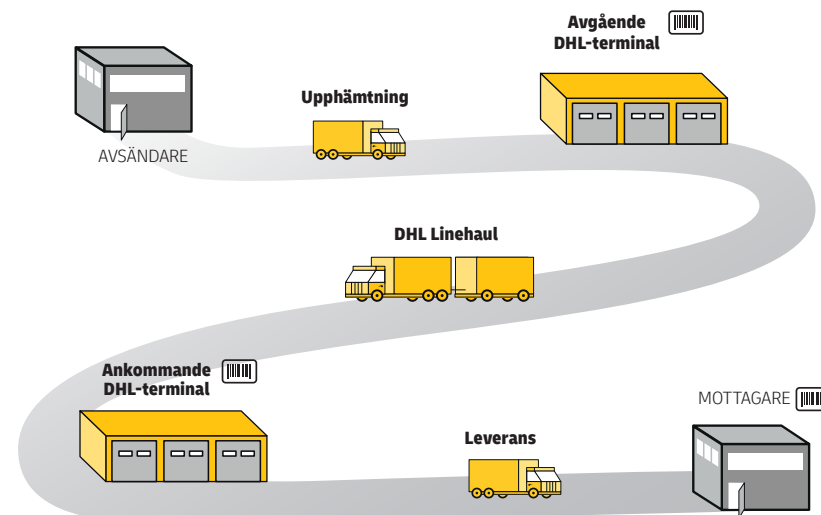 Avgående
DHL-terminal
Upphämtning
AVSÄNDARE
DHL Linehaul
Ankommande
DHL-terminal
MOTTAGARE
Leverans